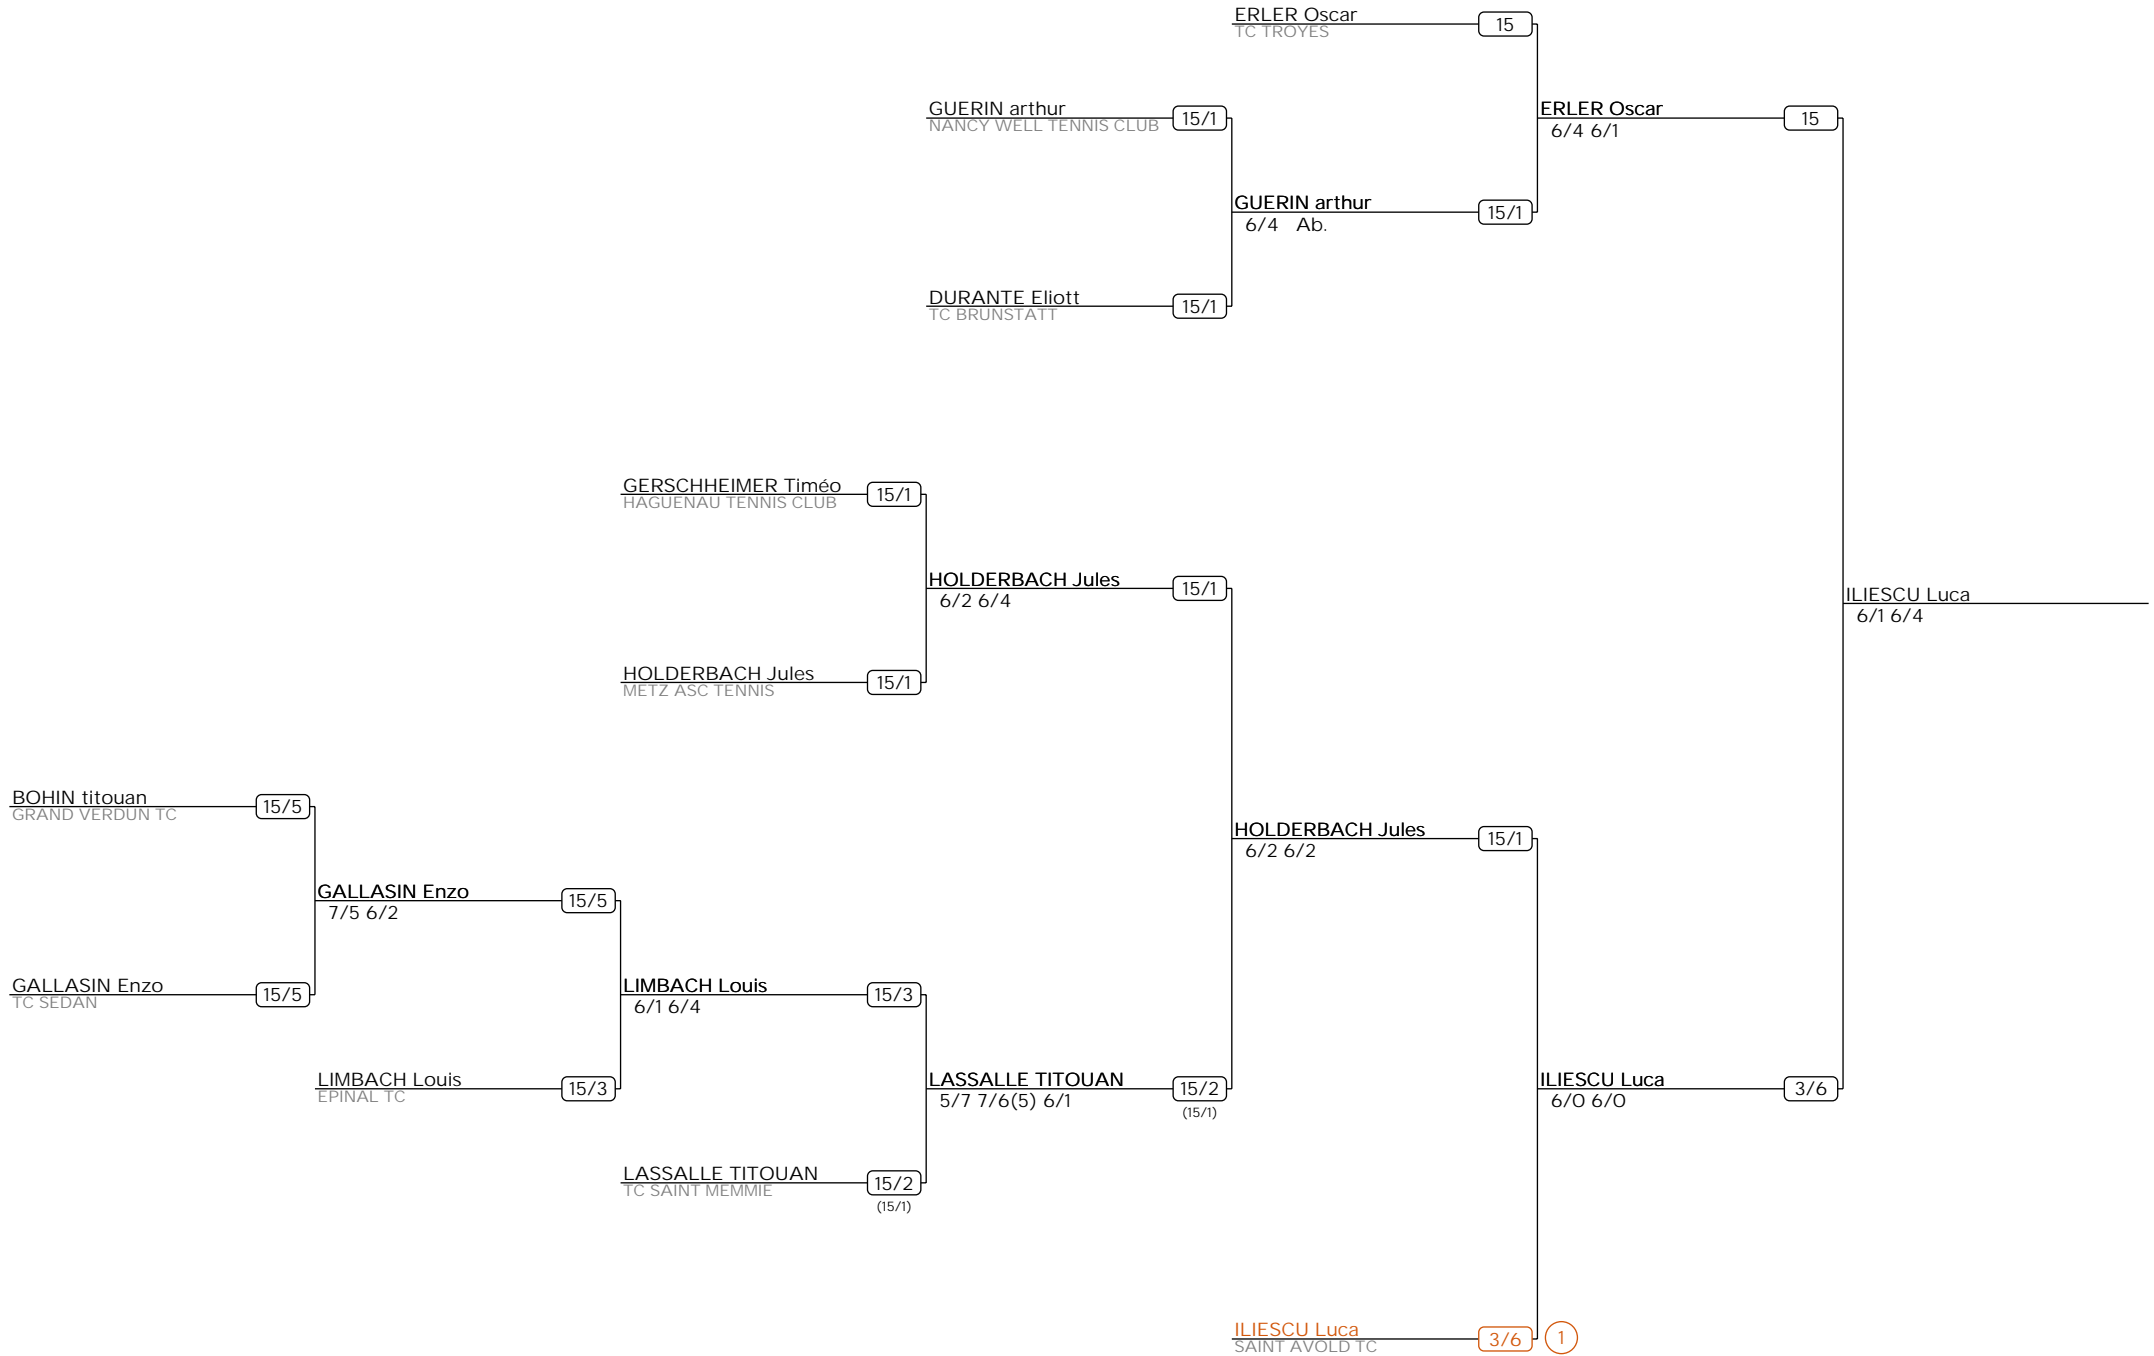 ERLER Oscar
15
TC TROYES
GUERIN arthur
15/1
NANCY WELL TENNIS CLUB
ERLER Oscar
15
6/4 6/1
GUERIN arthur
15/1
6/4 Ab.
DURANTE Eliott
15/1
TC BRUNSTATT
GERSCHHEIMER Timéo
15/1
HAGUENAU TENNIS CLUB
HOLDERBACH Jules
15/1
6/2 6/4
ILIESCU Luca
6/1 6/4
HOLDERBACH Jules
15/1
METZ ASC TENNIS
BOHIN titouan
15/5
GRAND VERDUN TC
HOLDERBACH Jules
15/1
6/2 6/2
GALLASIN Enzo
15/5
7/5 6/2
GALLASIN Enzo
15/5
TC SEDAN
LIMBACH Louis
15/3
6/1 6/4
LIMBACH Louis
15/3
EPINAL TC
LASSALLE TITOUAN
15/2
5/7 7/6(5) 6/1
(15/1)
ILIESCU Luca
3/6
6/0 6/0
LASSALLE TITOUAN
15/2
TC SAINT MEMMIE
(15/1)
ILIESCU Luca
3/6
1
SAINT AVOLD TC